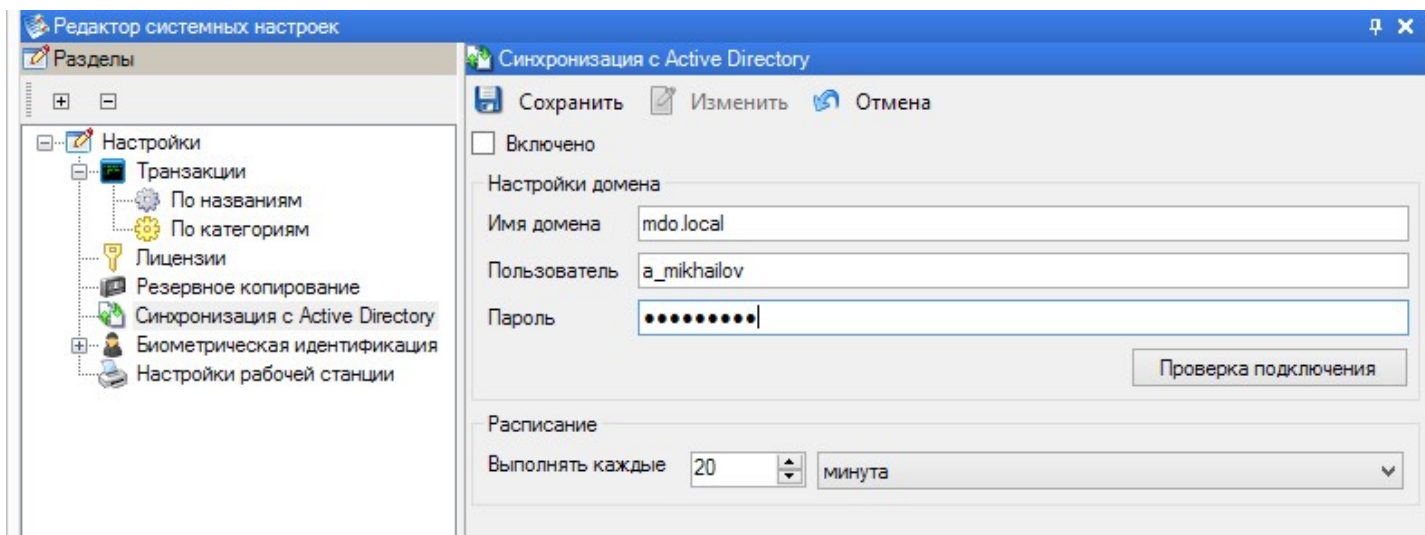 Редактор системных настроек
Разделы
Настройки
Транзакции
По названиям
По категориям
Лицензии
Резервное копирование
Синхронизация с Active Directory
Биометрическая идентификация
Настройки рабочей станции
Синхронизация с Active Directory
Сохранить Изменить Отмена
Включено
Настройки домена
Имя домена mdo.local
Пользователь a_mikhailov
Пароль ●●●●●●●●●
Проверка подключения
Расписание
Выполнять каждые 20 минута